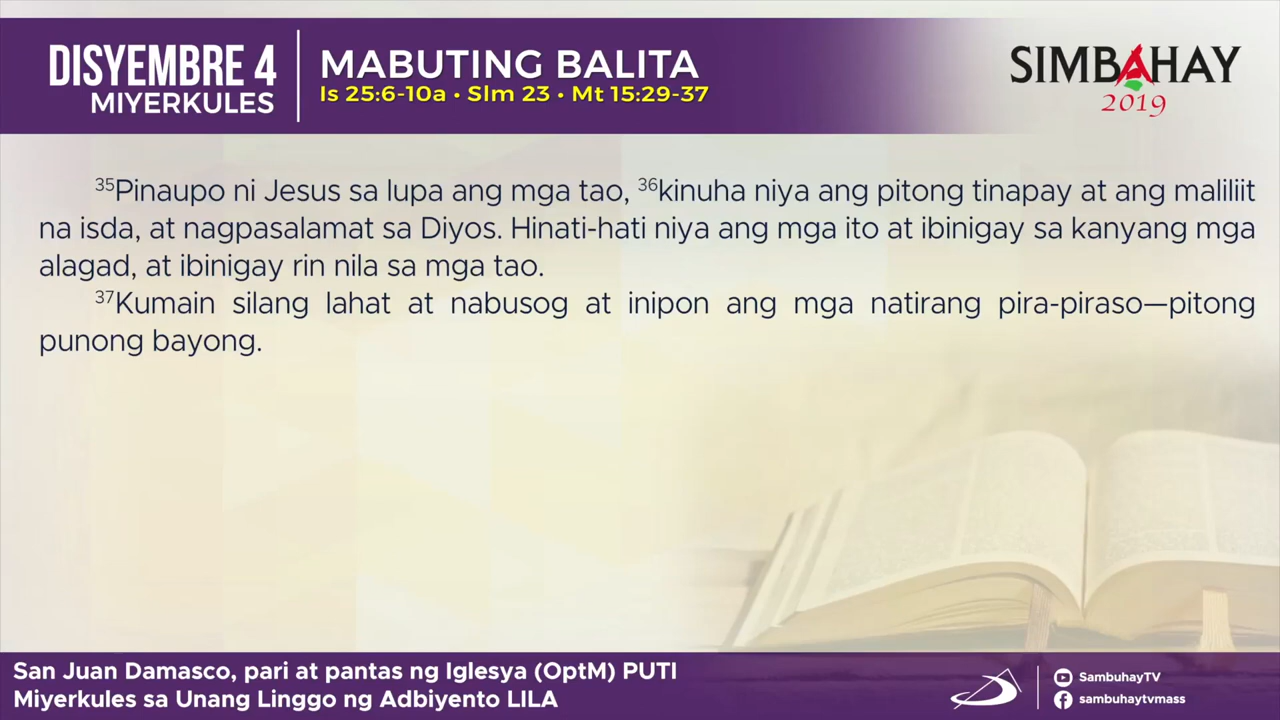 DISYEMBRE 4
MIYERKULES
MABUTING BALITA
Is 25:6-10a • Slm 23 • Mt 15:29-37
SIMBAHAY
2019
³⁵Pinaupo ni Jesus sa lupa ang mga tao, ³⁶kinuha niya ang pitong tinapay at ang maliliit
na isda, at nagpasalamat sa Diyos. Hinati-hati niya ang mga ito at ibinigay sa kanyang mga
alagad, at ibinigay rin nila sa mga tao.
³⁷Kumain silang lahat at nabusog at inipon ang mga natirang pira-piraso—pitong
punong bayong.
San Juan Damasco, pari at pantas ng Iglesya (OptM) PUTI
Miyerkules sa Unang Linggo ng Adbiyento LILA
SambuhayTV
sambuhaytvmass